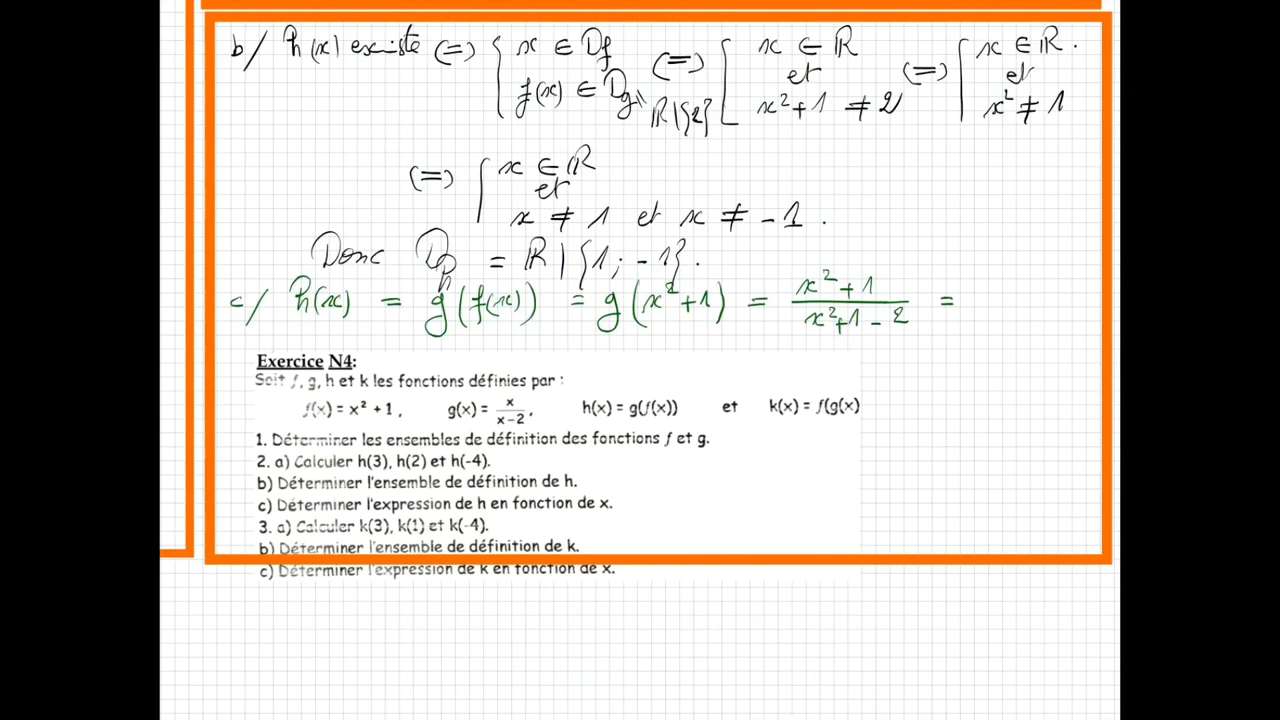 b/ h(x) existe (=) { x ∈ Df (=) { x ∈ ℝ (=) { x ∈ ℝ.
et et
f(x) ∈ Dg = ℝ\{2} x²+1 ≠ 2 x² ≠ 1
(=) { x ∈ ℝ
et
x ≠ 1 et x ≠ -1.
Donc Dh = ℝ\{1; -1}.
c/ h(x) = g(f(x)) = g(x²+1) = (x²+1)/(x²+1-2) =
Exercice N4:
Soit f, g, h et k les fonctions définies par :
f(x) = x² + 1, g(x) = x/(x-2), h(x) = g(f(x)) et k(x) = f(g(x)
1. Déterminer les ensembles de définition des fonctions f et g.
2. a) Calculer h(3), h(2) et h(-4).
b) Déterminer l'ensemble de définition de h.
c) Déterminer l'expression de h en fonction de x.
3. a) Calculer k(3), k(1) et k(-4).
b) Déterminer l'ensemble de définition de k.
c) Déterminer l'expression de k en fonction de x.